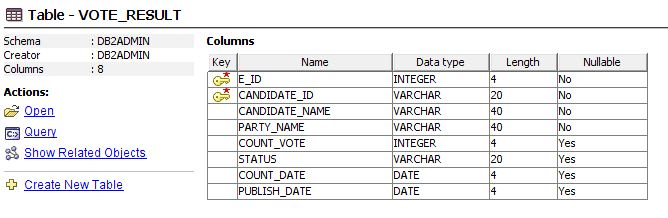 Table - VOTE_RESULT
Schema : DB2ADMIN
Creator : DB2ADMIN
Columns : 8
Actions:
Open
Query
Show Related Objects
Create New Table
Columns
Key Name Data type Length Nullable
E_ID INTEGER 4 No
CANDIDATE_ID VARCHAR 20 No
CANDIDATE_NAME VARCHAR 40 No
PARTY_NAME VARCHAR 40 No
COUNT_VOTE INTEGER 4 Yes
STATUS VARCHAR 20 Yes
COUNT_DATE DATE 4 Yes
PUBLISH_DATE DATE 4 Yes